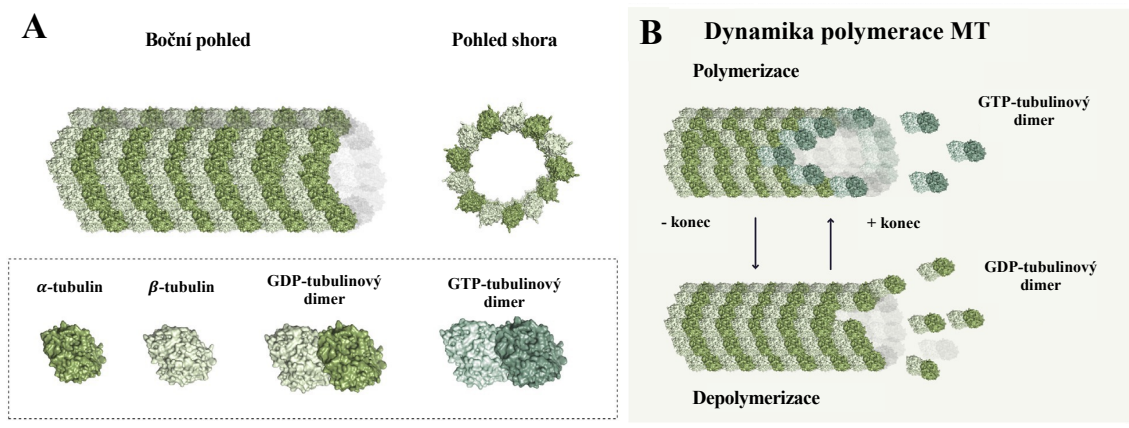 A
Boční pohled
Pohled shora
α-tubulin
β-tubulin
GDP-tubulinový
dimer
GTP-tubulinový
dimer
B
Dynamika polymerace MT
Polymerizace
GTP-tubulinový
dimer
- konec
+ konec
GDP-tubulinový
dimer
Depolymerizace